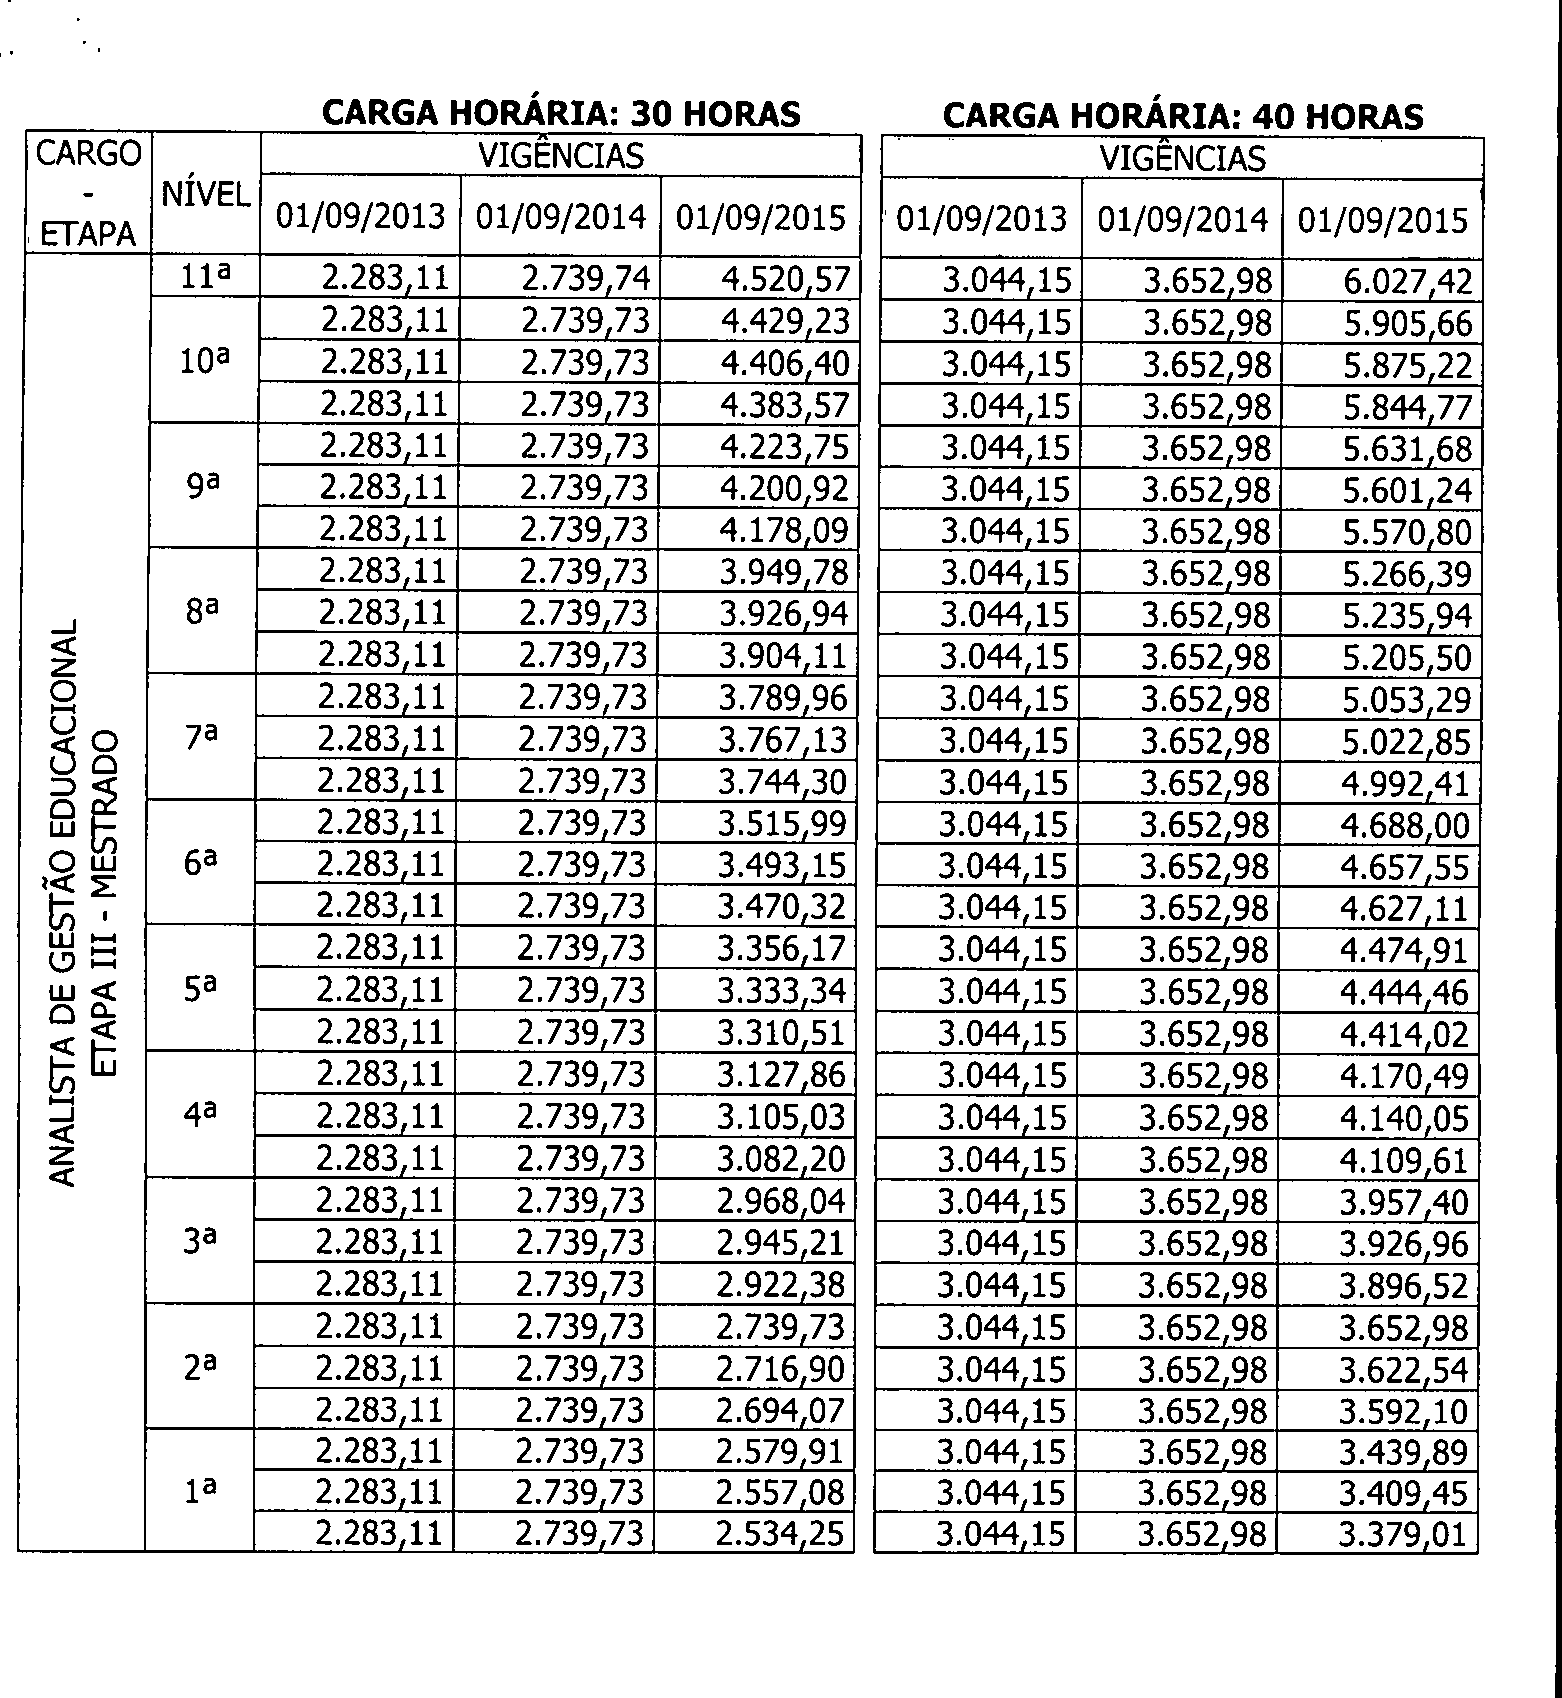 CARGA HORÁRIA: 30 HORAS CARGA HORÁRIA: 40 HORAS
CARGO - ETAPA NÍVEL VIGÊNCIAS VIGÊNCIAS
01/09/2013 01/09/2014 01/09/2015 01/09/2013 01/09/2014 01/09/2015
ANALISTA DE GESTÃO EDUCACIONAL
ETAPA III - MESTRADO
11ª 2.283,11 2.739,74 4.520,57 3.044,15 3.652,98 6.027,42
2.283,11 2.739,73 4.429,23 3.044,15 3.652,98 5.905,66
10ª 2.283,11 2.739,73 4.406,40 3.044,15 3.652,98 5.875,22
2.283,11 2.739,73 4.383,57 3.044,15 3.652,98 5.844,77
2.283,11 2.739,73 4.223,75 3.044,15 3.652,98 5.631,68
9ª 2.283,11 2.739,73 4.200,92 3.044,15 3.652,98 5.601,24
2.283,11 2.739,73 4.178,09 3.044,15 3.652,98 5.570,80
2.283,11 2.739,73 3.949,78 3.044,15 3.652,98 5.266,39
8ª 2.283,11 2.739,73 3.926,94 3.044,15 3.652,98 5.235,94
2.283,11 2.739,73 3.904,11 3.044,15 3.652,98 5.205,50
2.283,11 2.739,73 3.789,96 3.044,15 3.652,98 5.053,29
7ª 2.283,11 2.739,73 3.767,13 3.044,15 3.652,98 5.022,85
2.283,11 2.739,73 3.744,30 3.044,15 3.652,98 4.992,41
2.283,11 2.739,73 3.515,99 3.044,15 3.652,98 4.688,00
6ª 2.283,11 2.739,73 3.493,15 3.044,15 3.652,98 4.657,55
2.283,11 2.739,73 3.470,32 3.044,15 3.652,98 4.627,11
2.283,11 2.739,73 3.356,17 3.044,15 3.652,98 4.474,91
5ª 2.283,11 2.739,73 3.333,34 3.044,15 3.652,98 4.444,46
2.283,11 2.739,73 3.310,51 3.044,15 3.652,98 4.414,02
2.283,11 2.739,73 3.127,86 3.044,15 3.652,98 4.170,49
4ª 2.283,11 2.739,73 3.105,03 3.044,15 3.652,98 4.140,05
2.283,11 2.739,73 3.082,20 3.044,15 3.652,98 4.109,61
2.283,11 2.739,73 2.968,04 3.044,15 3.652,98 3.957,40
3ª 2.283,11 2.739,73 2.945,21 3.044,15 3.652,98 3.926,96
2.283,11 2.739,73 2.922,38 3.044,15 3.652,98 3.896,52
2.283,11 2.739,73 2.739,73 3.044,15 3.652,98 3.652,98
2ª 2.283,11 2.739,73 2.716,90 3.044,15 3.652,98 3.622,54
2.283,11 2.739,73 2.694,07 3.044,15 3.652,98 3.592,10
2.283,11 2.739,73 2.579,91 3.044,15 3.652,98 3.439,89
1ª 2.283,11 2.739,73 2.557,08 3.044,15 3.652,98 3.409,45
2.283,11 2.739,73 2.534,25 3.044,15 3.652,98 3.379,01